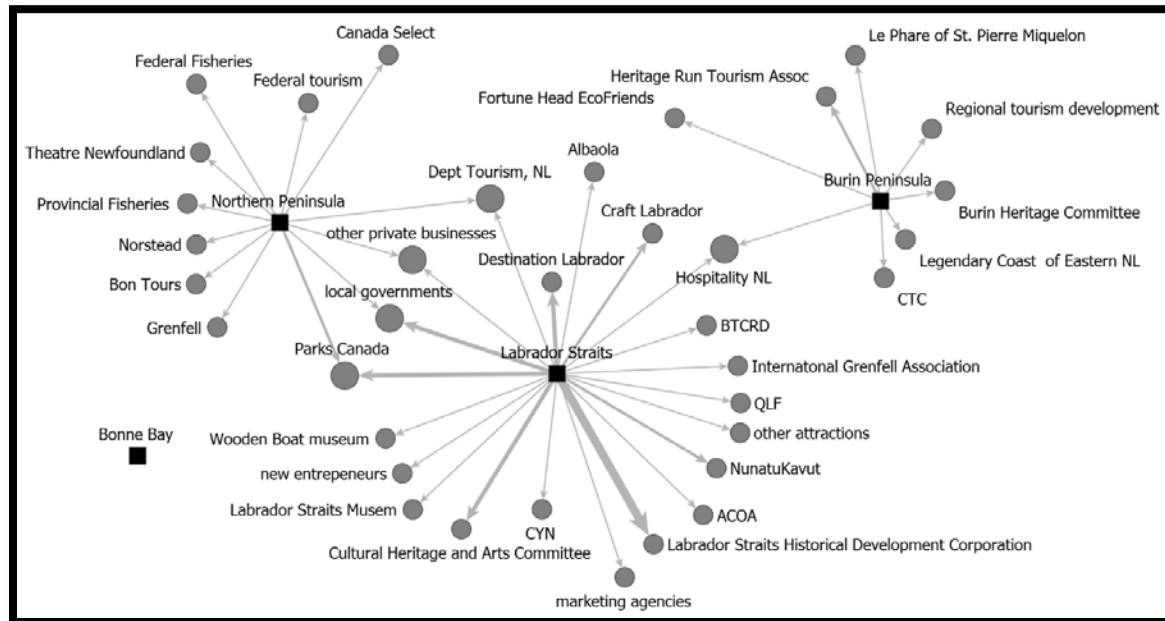 Canada Select
Federal Fisheries
Federal tourism
Le Phare of St. Pierre Miquelon
Heritage Run Tourism Assoc
Fortune Head EcoFriends
Regional tourism development
Theatre Newfoundland
Albaola
Dept Tourism, NL
Burin Peninsula
Provincial Fisheries
Northern Peninsula
Craft Labrador
Burin Heritage Committee
other private businesses
Norstead
Destination Labrador
Hospitality NL
Legendary Coast of Eastern NL
Bon Tours
local governments
CTC
Grenfell
BTCRD
Parks Canada
Labrador Straits
Internatonal Grenfell Association
QLF
Bonne Bay
Wooden Boat museum
other attractions
new entrepeneurs
NunatuKavut
Labrador Straits Musem
ACOA
CYN
Cultural Heritage and Arts Committee
Labrador Straits Historical Development Corporation
marketing agencies